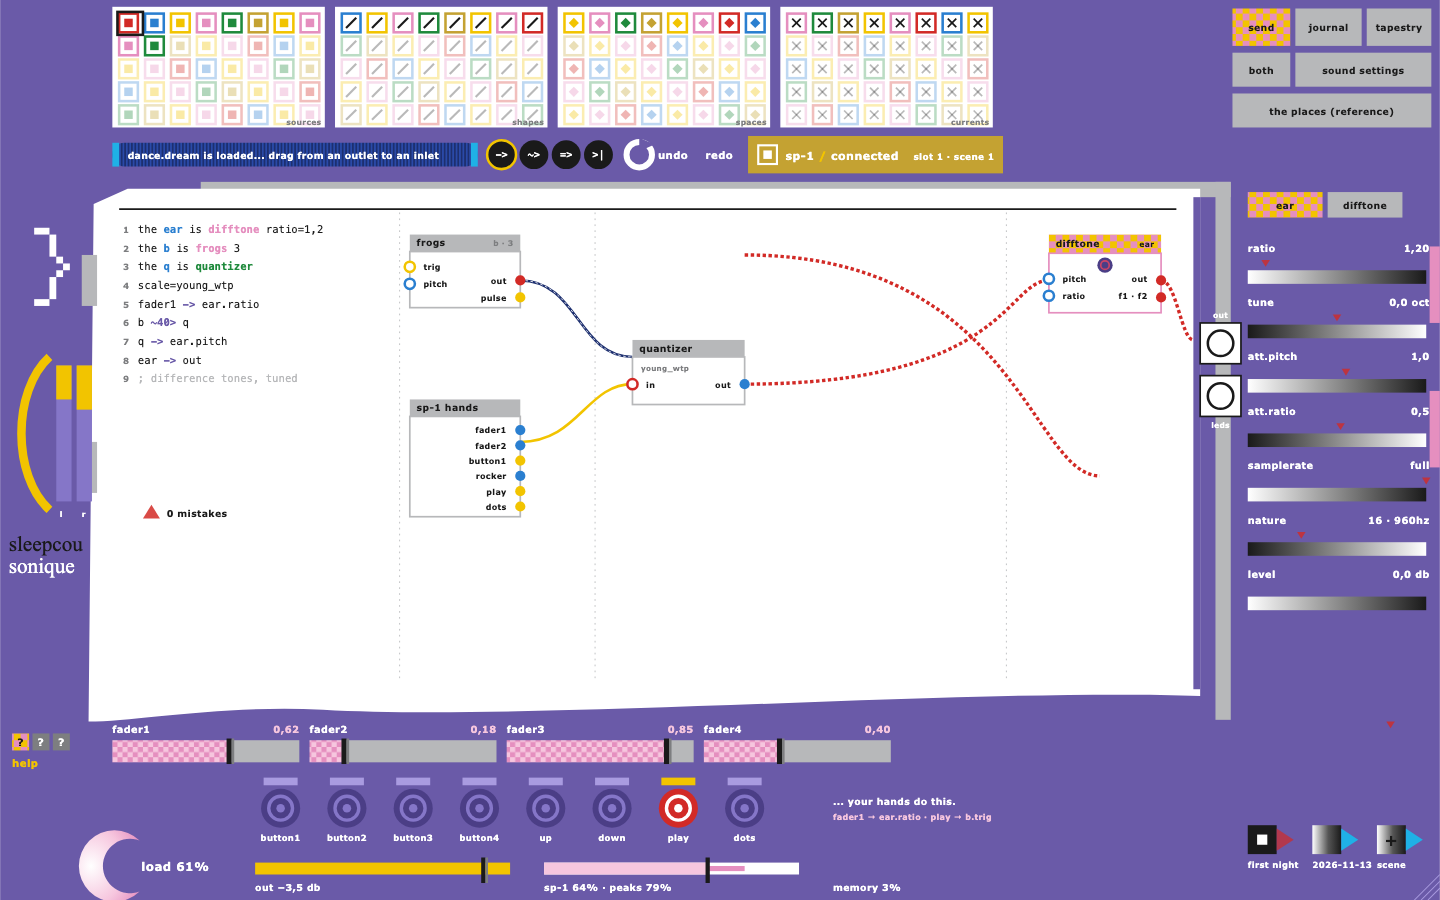 sources
shapes
spaces
currents
send
journal
tapestry
both
sound settings
the places (reference)
dance.dream is loaded... drag from an outlet to an inlet
—>
~>
=>
>|
undo
redo
sp-1 / connected
slot 1 · scene 1
1 the ear is difftone ratio=1,2
2 the b is frogs 3
3 the q is quantizer
4 scale=young_wtp
5 fader1 —> ear.ratio
6 b ~40> q
7 q —> ear.pitch
8 ear —> out
9 ; difference tones, tuned
0 mistakes
frogs
b · 3
trig
pitch
out
pulse
sp-1 hands
fader1
fader2
button1
rocker
play
dots
quantizer
young_wtp
in
out
difftone
ear
pitch
ratio
out
f1 · f2
out
leds
ear
difftone
ratio 1,20
tune 0,0 oct
att.pitch 1,0
att.ratio 0,5
samplerate full
nature 16 · 960hz
level 0,0 db
l r
sleepcou
sonique
? ? ?
help
fader1 0,62
fader2 0,18
fader3 0,85
fader4 0,40
button1
button2
button3
button4
up
down
play
dots
... your hands do this.
fader1 → ear.ratio · play → b.trig
load 61%
out −3,5 db
sp-1 64% · peaks 79%
memory 3%
first night
2026-11-13
scene